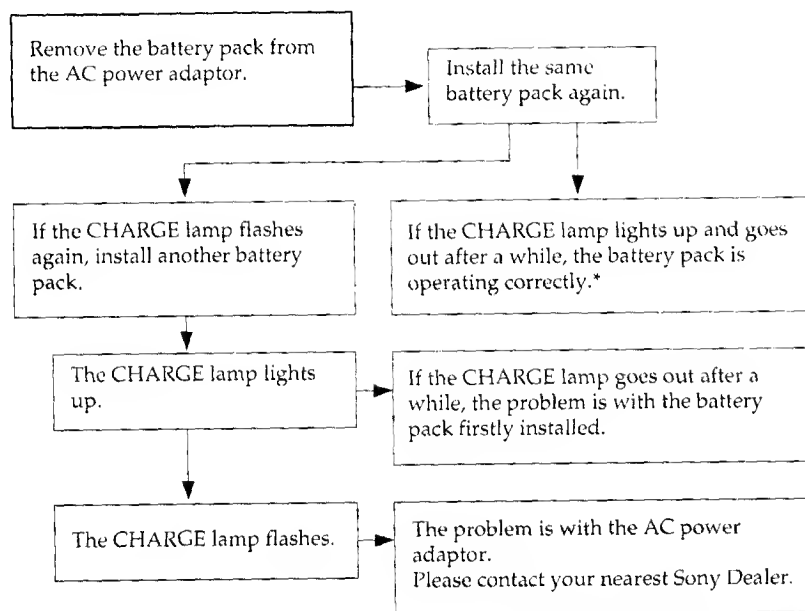 Remove the battery pack from
the AC power adaptor.
Install the same
battery pack again.
If the CHARGE lamp flashes
again, install another battery
pack.
If the CHARGE lamp lights up and goes
out after a while, the battery pack is
operating correctly.*
The CHARGE lamp lights
up.
If the CHARGE lamp goes out after a
while, the problem is with the battery
pack firstly installed.
The CHARGE lamp flashes.
The problem is with the AC power
adaptor.
Please contact your nearest Sony Dealer.